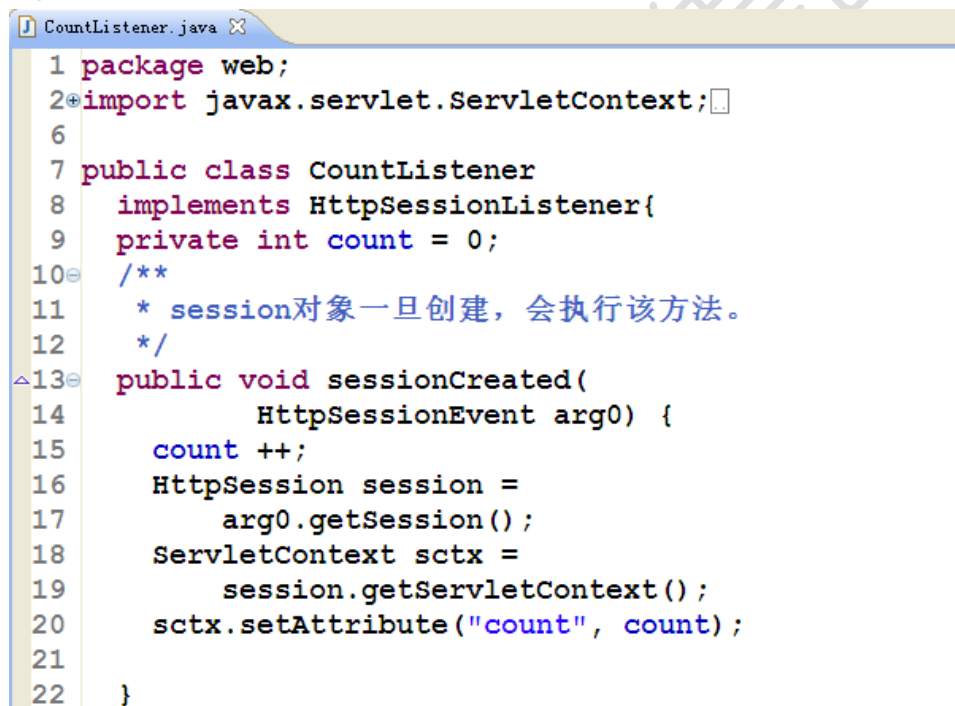 CountListener.java
1 package web;
2 import javax.servlet.ServletContext;
6
7 public class CountListener
8 implements HttpSessionListener{
9 private int count = 0;
10 /**
11 * session对象一旦创建，会执行该方法。
12 */
13 public void sessionCreated(
14 HttpSessionEvent arg0) {
15 count ++;
16 HttpSession session =
17 arg0.getSession();
18 ServletContext sctx =
19 session.getServletContext();
20 sctx.setAttribute("count", count);
21
22 }